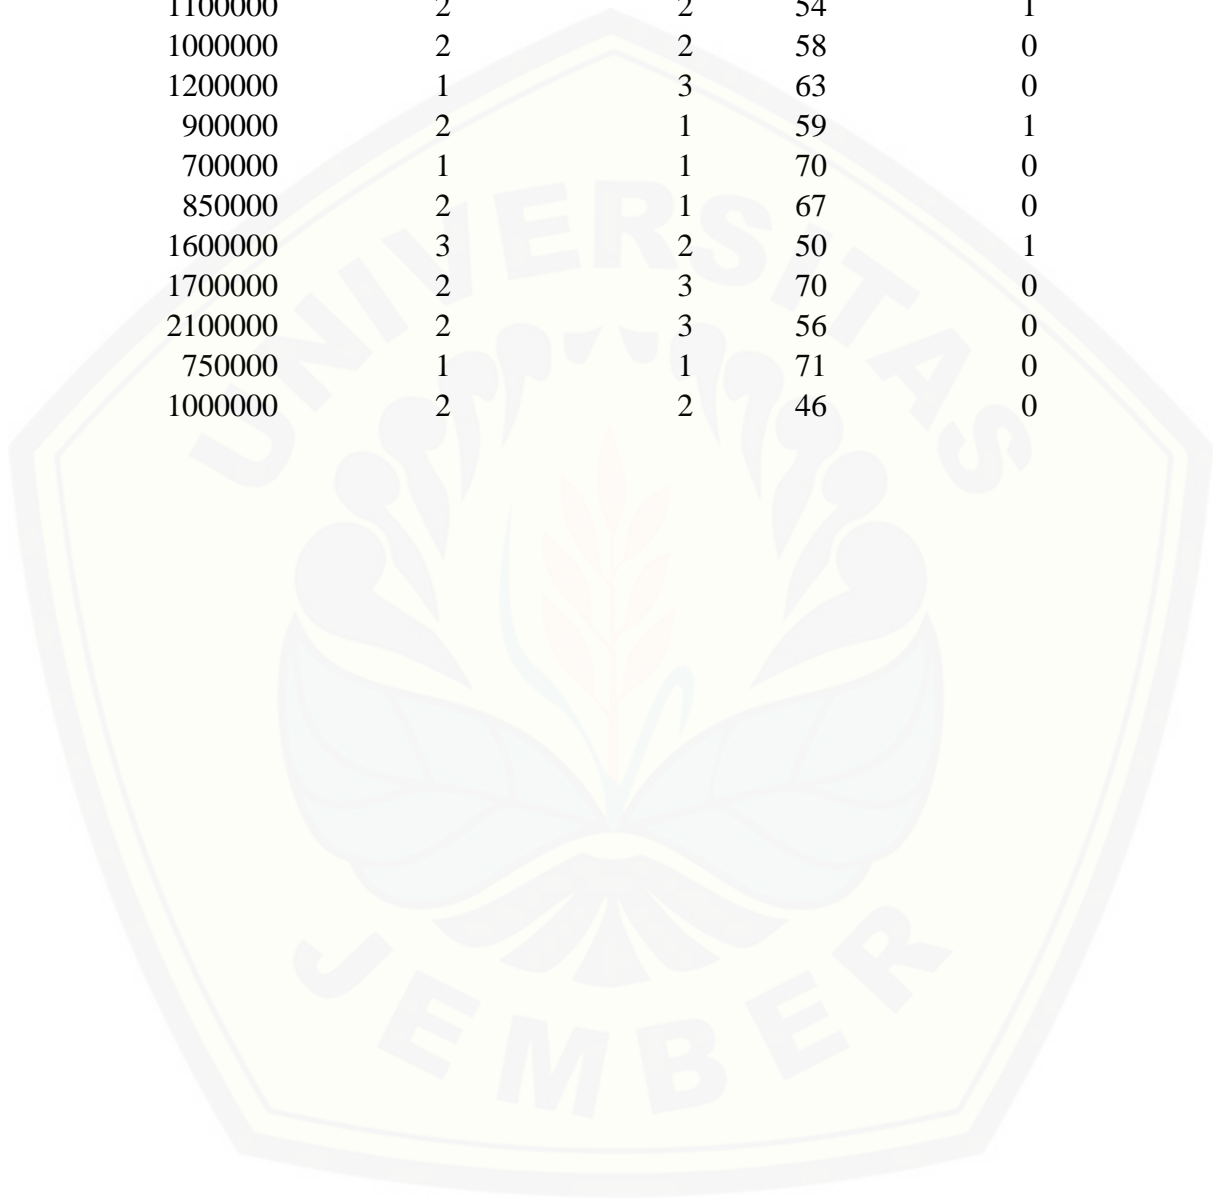 1100000 2 2 54 1
1000000 2 2 58 0
1200000 1 3 63 0
900000 2 1 59 1
700000 1 1 70 0
850000 2 1 67 0
1600000 3 2 50 1
1700000 2 3 70 0
2100000 2 3 56 0
750000 1 1 71 0
1000000 2 2 46 0
UNIVERSITAS
JEMBER